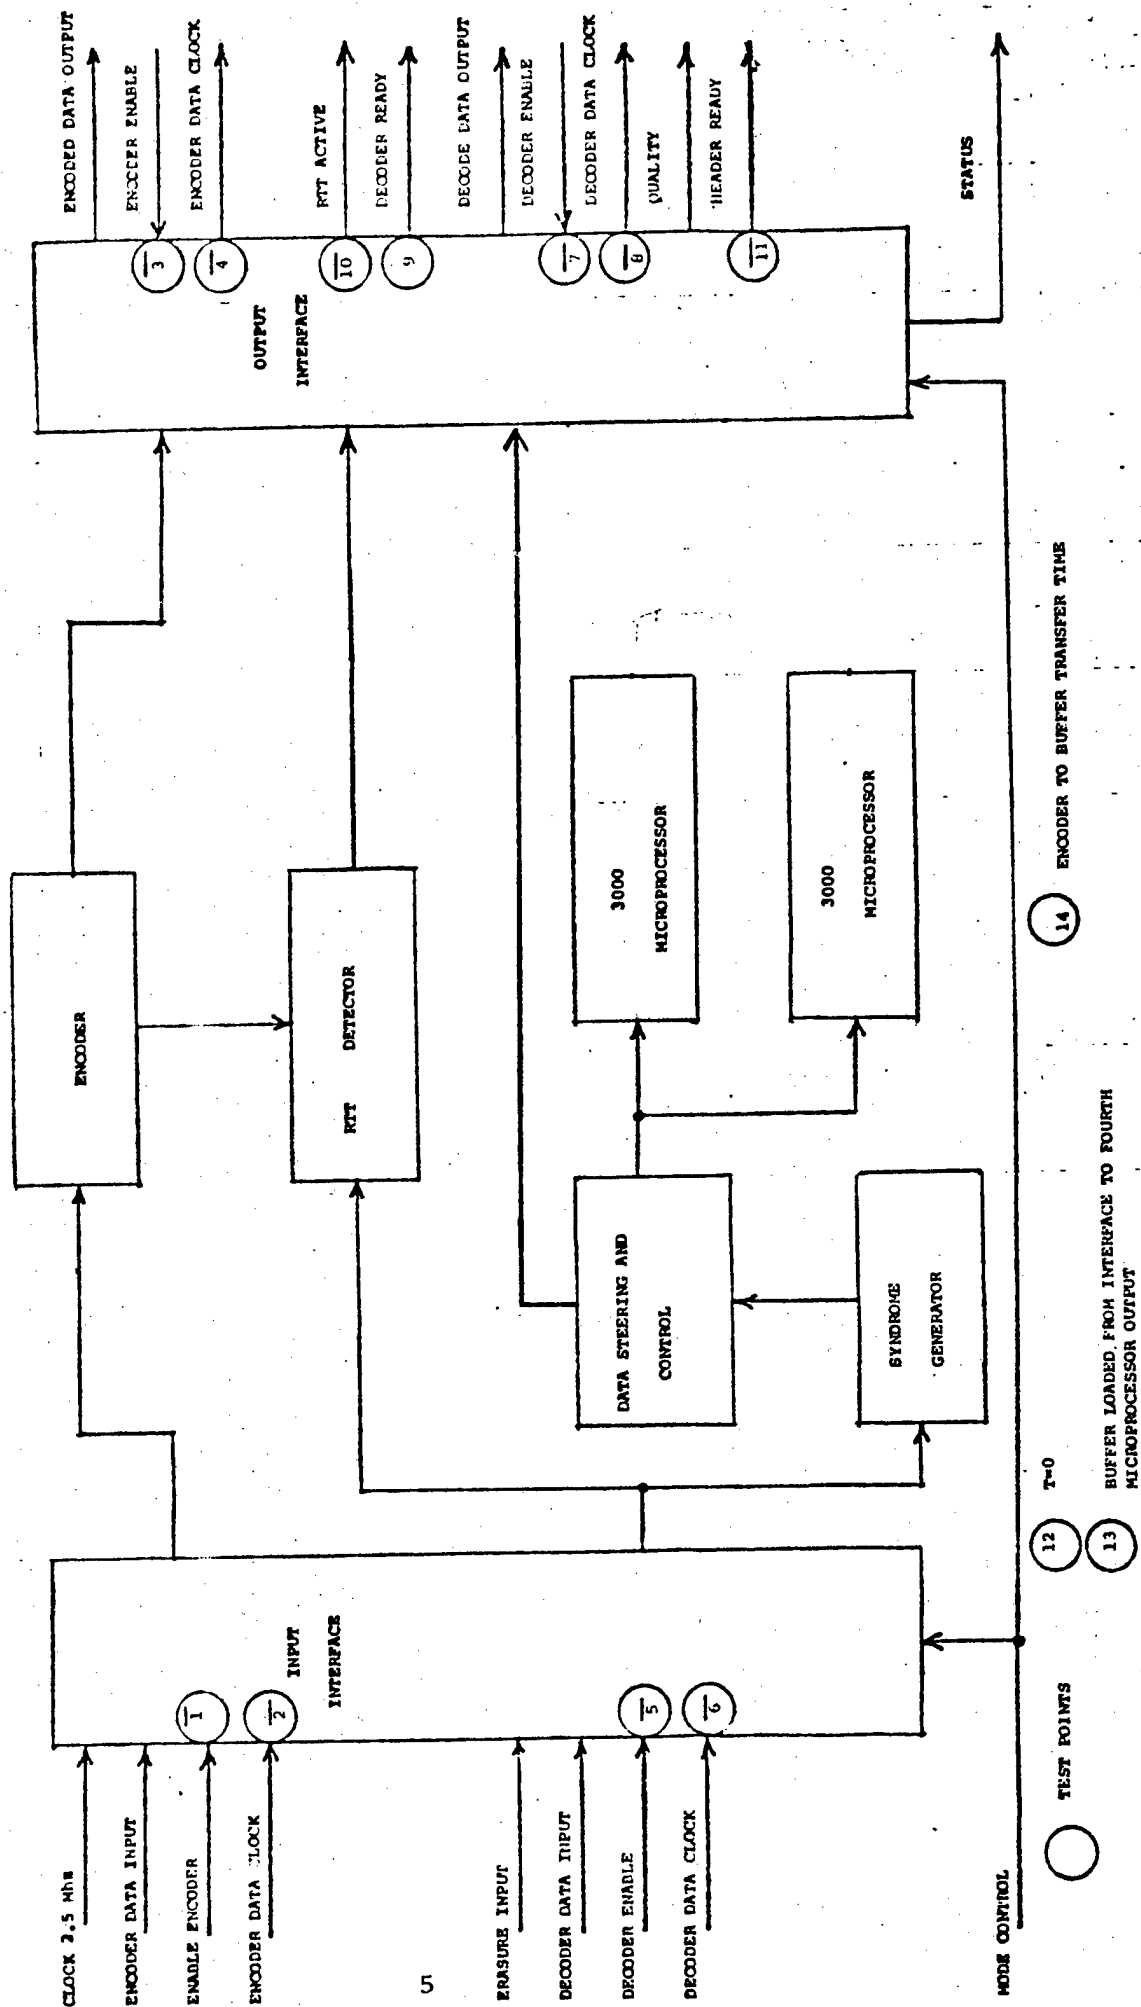 CLOCK 2.5 MHz
ENCODER DATA INPUT
ENABLE ENCODER
ENCODER DATA CLOCK
ERASURE INPUT
DECODER DATA INPUT
DECODER ENABLE
DECODER DATA CLOCK
MODE CONTROL
1
2
INPUT
INTERFACE
5
6
ENCODER
RTT DETECTOR
DATA STEERING AND
CONTROL
SYNDROME
GENERATOR
3000
MICROPROCESSOR
3000
MICROPROCESSOR
OUTPUT
INTERFACE
3
4
10
9
7
8
11
ENCODED DATA OUTPUT
ENCODER ENABLE
ENCODER DATA CLOCK
RTT ACTIVE
DECODER READY
DECODE DATA OUTPUT
DECODER ENABLE
DECODER DATA CLOCK
QUALITY
HEADER READY
STATUS
TEST POINTS
12 T=0
13 BUFFER LOADED, FROM INTERFACE TO FOURTH
MICROPROCESSOR OUTPUT
14 ENCODER TO BUFFER TRANSFER TIME
5